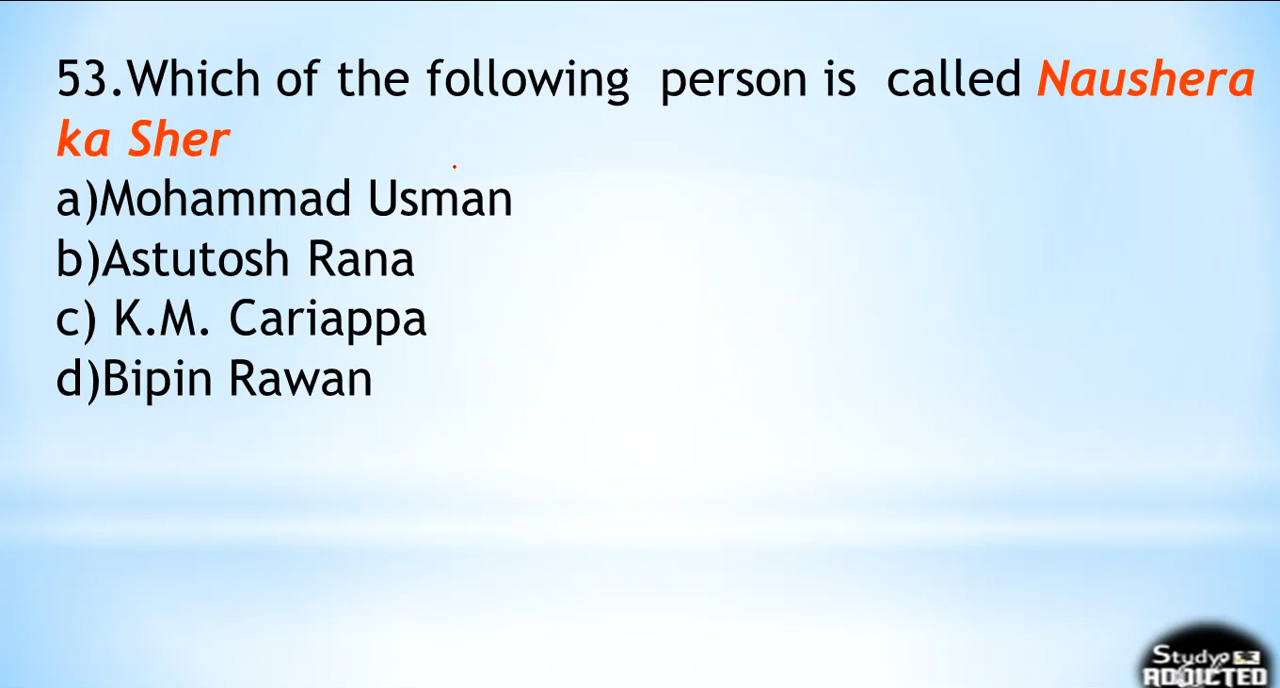 53.Which of the following person is called Naushera
ka Sher
a)Mohammad Usman
b)Astutosh Rana
c) K.M. Cariappa
d)Bipin Rawan
Study
ADDICTED